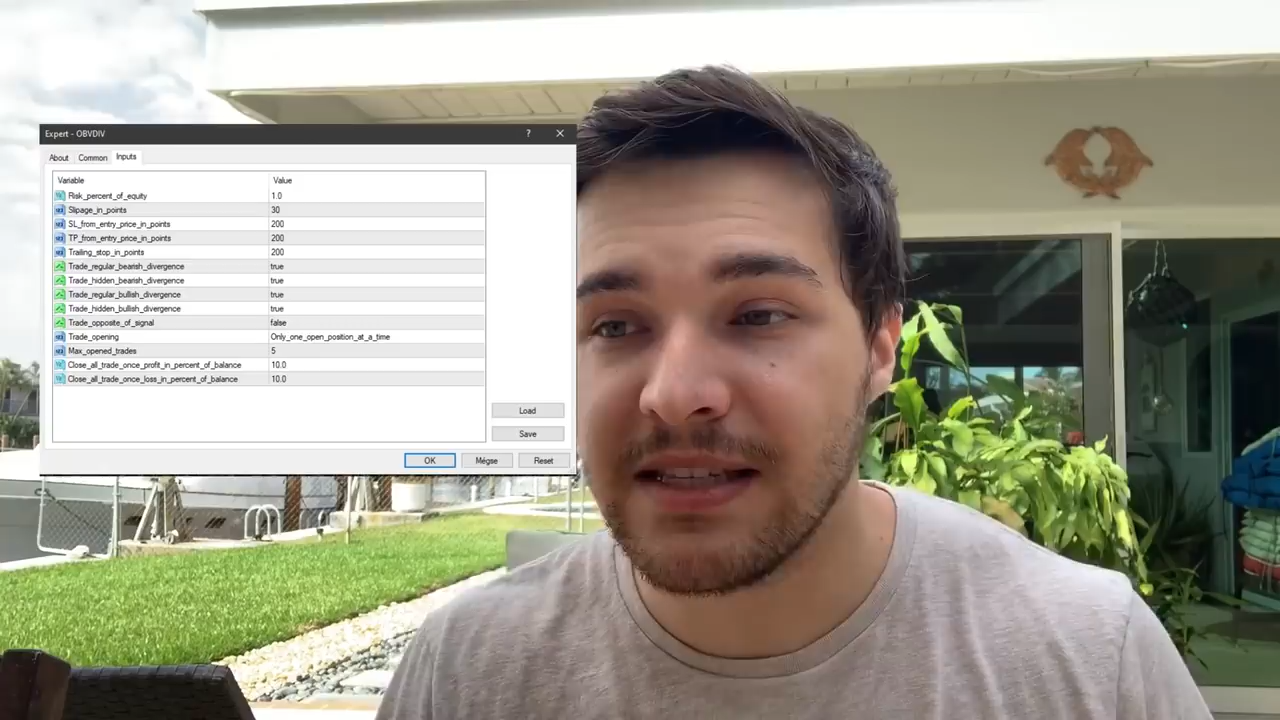 Expert - OBVDIV
? ×
About Common Inputs
Variable Value
Risk_percent_of_equity 1.0
Slipage_in_points 30
SL_from_entry_price_in_points 200
TP_from_entry_price_in_points 200
Trailing_stop_in_points 200
Trade_regular_bearish_divergence true
Trade_hidden_bearish_divergence true
Trade_regular_bullish_divergence true
Trade_hidden_bullish_divergence true
Trade_opposite_of_signal false
Trade_opening Only_one_open_position_at_a_time
Max_opened_trades 5
Close_all_trade_once_profit_in_percent_of_balance 10.0
Close_all_trade_once_loss_in_percent_of_balance 10.0
Load
Save
OK Mégse Reset